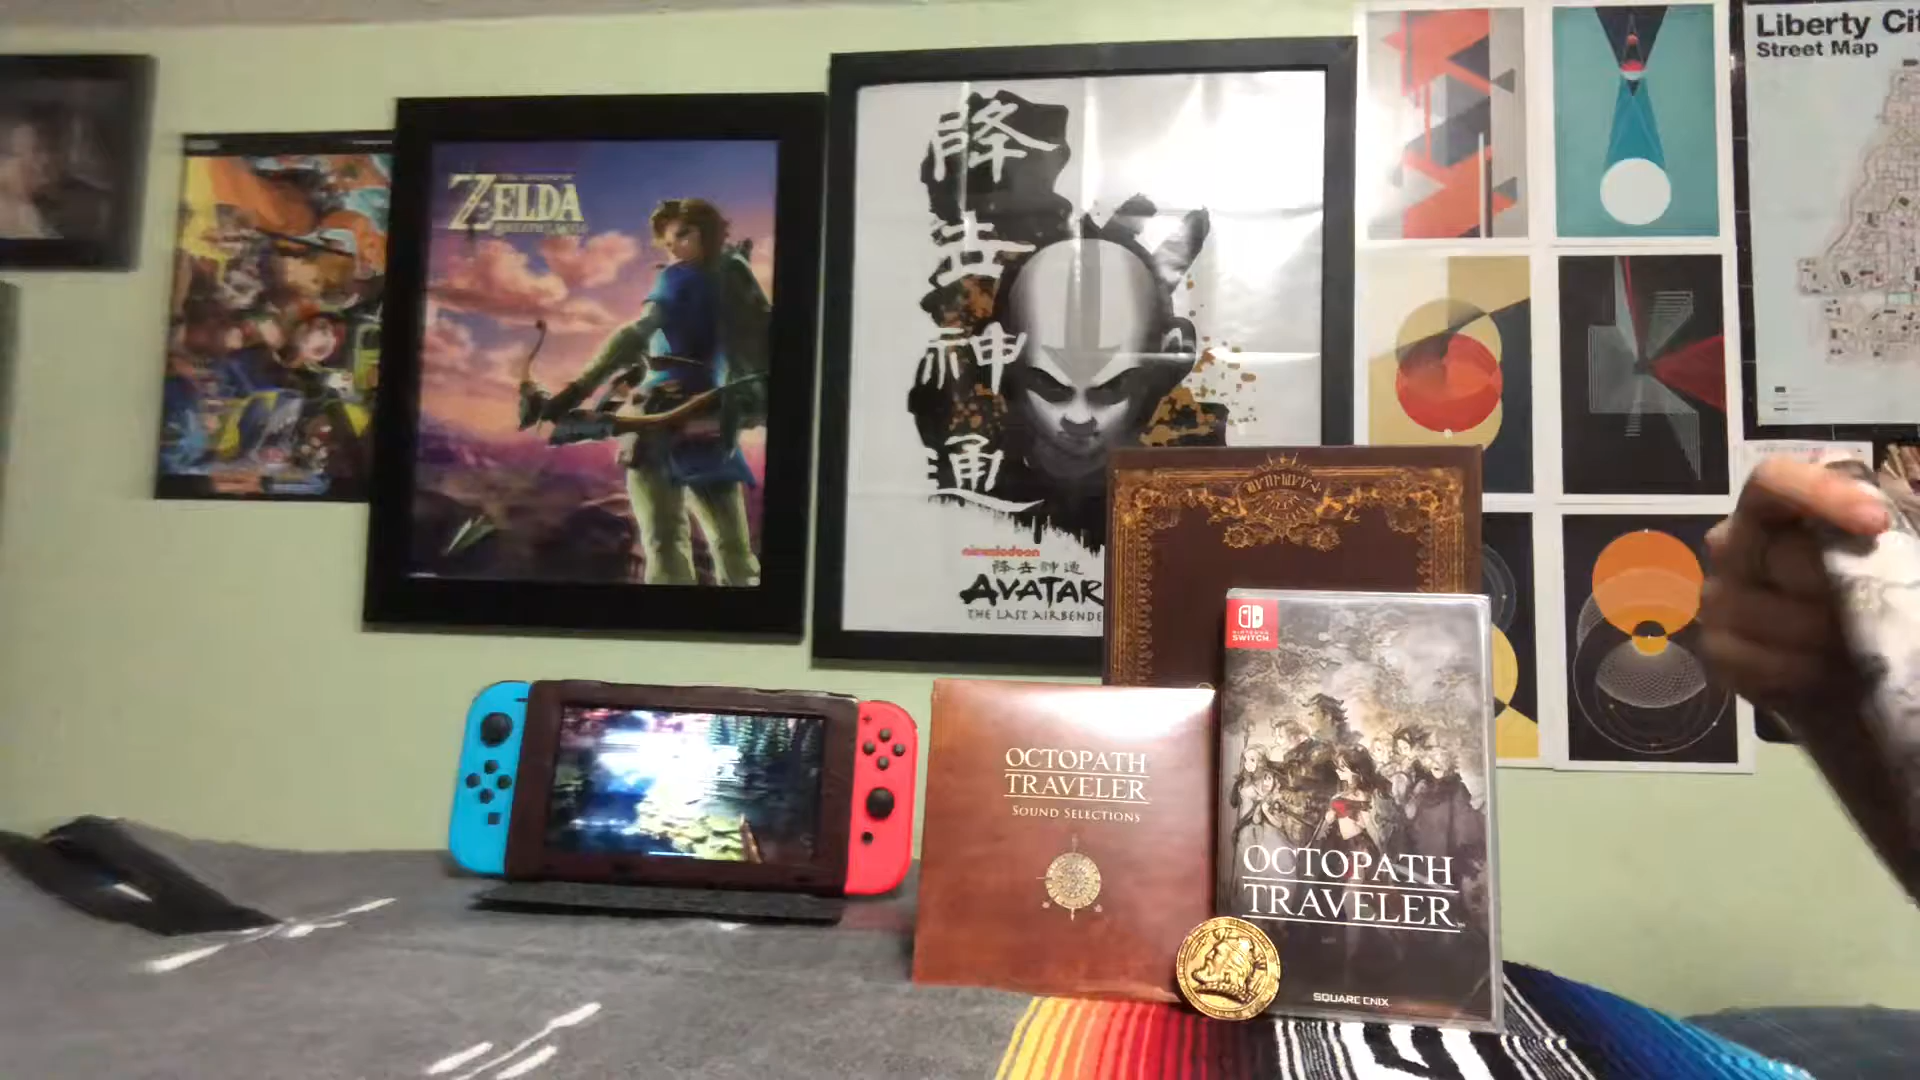 ZELDA
降
去
神
通
nickelodeon
降去神通
AVATAR
THE LAST AIRBENDE
Liberty Cit
Street Map
NINTENDO
SWITCH
OCTOPATH
TRAVELER
SOUND SELECTIONS
OCTOPATH
TRAVELER
SQUARE ENIX